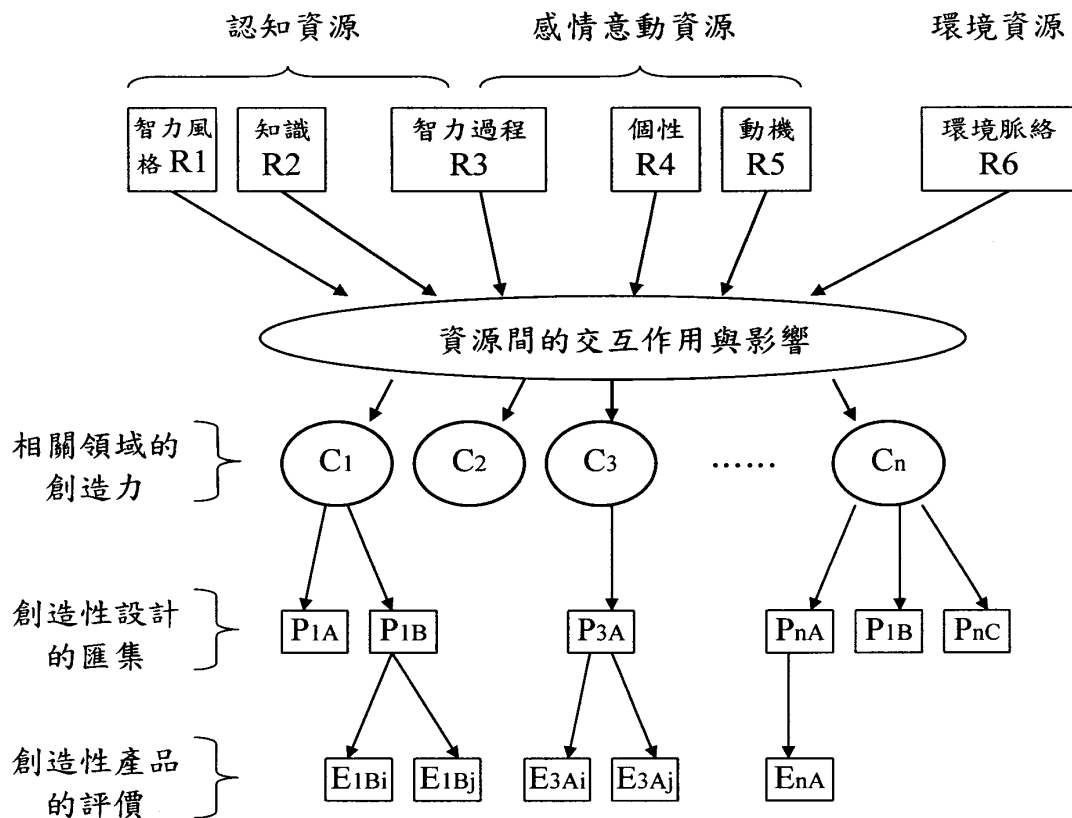 認知資源
感情意動資源
環境資源
智力風
格 R1
知識
R2
智力過程
R3
個性
R4
動機
R5
環境脈絡
R6
資源間的交互作用與影響
相關領域的
創造力
C1
C2
C3
......
Cn
創造性設計
的匯集
P1A
P1B
P3A
PnA
P1B
PnC
創造性產品
的評價
E1Bi
E1Bj
E3Ai
E3Aj
EnA